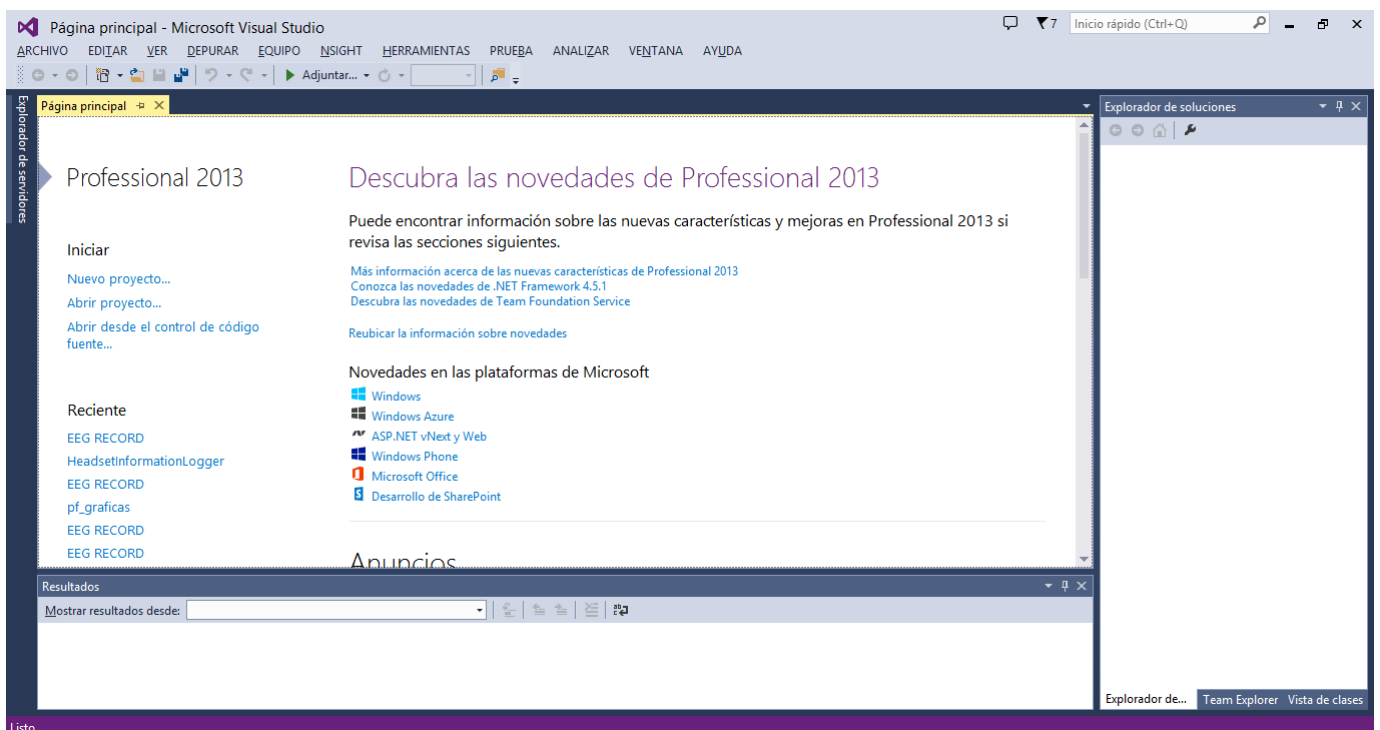 Página principal - Microsoft Visual Studio
7
Inicio rápido (Ctrl+Q)
ARCHIVO EDITAR VER DEPURAR EQUIPO NSIGHT HERRAMIENTAS PRUEBA ANALIZAR VENTANA AYUDA
Adjuntar...
Explorador de servidores
Página principal
Professional 2013
Iniciar
Nuevo proyecto...
Abrir proyecto...
Abrir desde el control de código
fuente...
Reciente
EEG RECORD
HeadsetInformationLogger
EEG RECORD
pf_graficas
EEG RECORD
EEG RECORD
Descubra las novedades de Professional 2013
Puede encontrar información sobre las nuevas características y mejoras en Professional 2013 si
revisa las secciones siguientes.
Más información acerca de las nuevas características de Professional 2013
Conozca las novedades de .NET Framework 4.5.1
Descubra las novedades de Team Foundation Service
Reubicar la información sobre novedades
Novedades en las plataformas de Microsoft
Windows
Windows Azure
ASP.NET vNext y Web
Windows Phone
Microsoft Office
Desarrollo de SharePoint
Anuncios
Explorador de soluciones
Resultados
Mostrar resultados desde:
Explorador de... Team Explorer Vista de clases
Listo